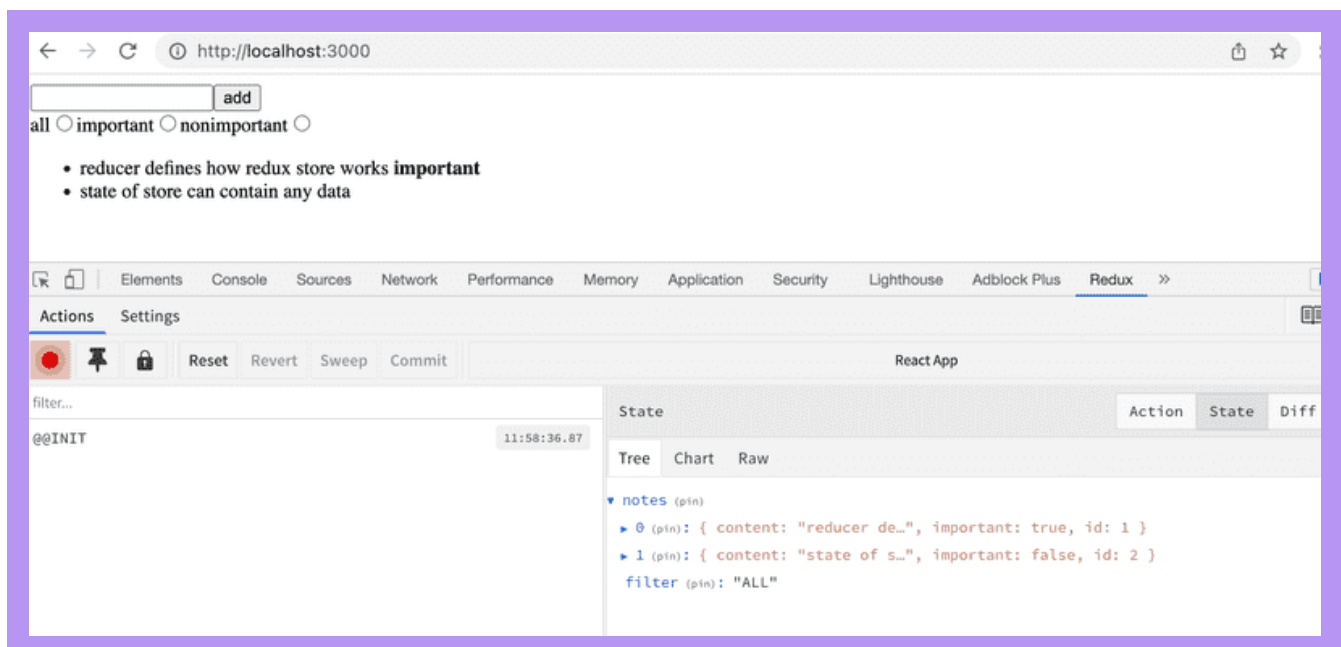 http://localhost:3000
add
all important nonimportant
• reducer defines how redux store works important
• state of store can contain any data
Elements Console Sources Network Performance Memory Application Security Lighthouse Adblock Plus Redux »
Actions Settings
Reset Revert Sweep Commit React App
filter...
State Action State Diff
@@INIT 11:58:36.87
Tree Chart Raw
notes (pin)
0 (pin): { content: "reducer de…", important: true, id: 1 }
1 (pin): { content: "state of s…", important: false, id: 2 }
filter (pin): "ALL"